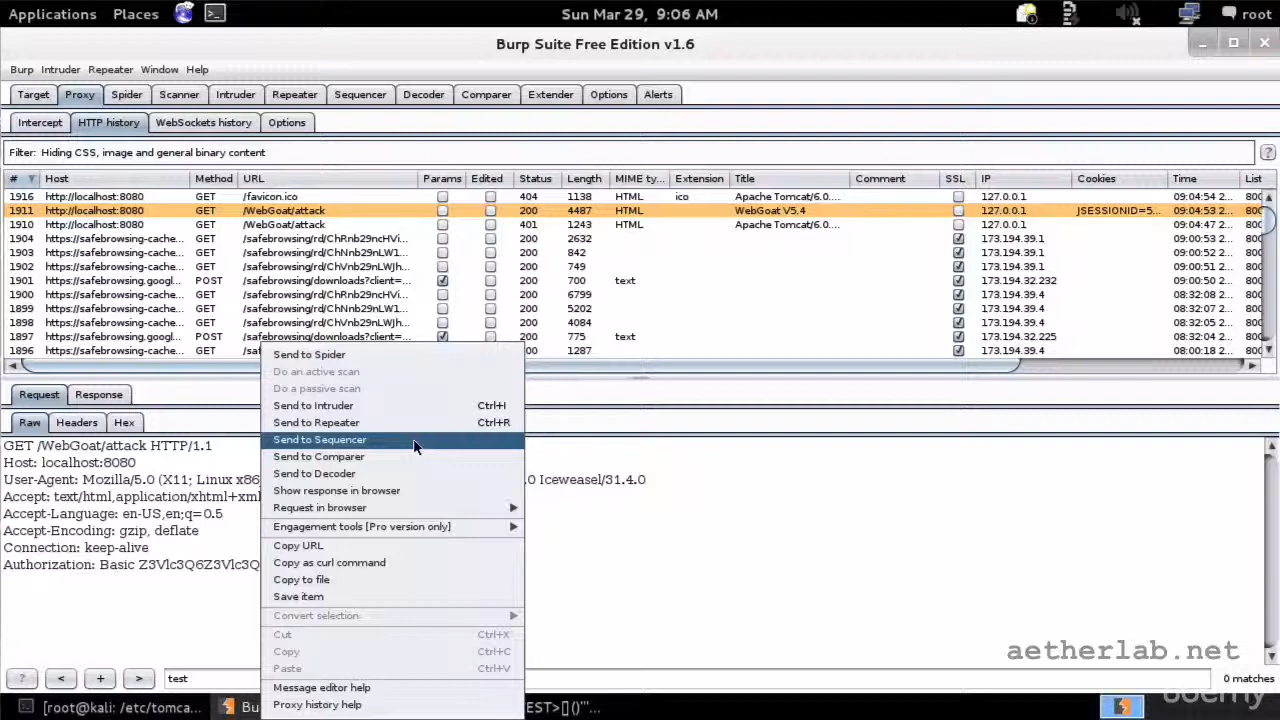 Applications Places Sun Mar 29, 9:06 AM root
Burp Suite Free Edition v1.6
Burp Intruder Repeater Window Help
Target Proxy Spider Scanner Intruder Repeater Sequencer Decoder Comparer Extender Options Alerts
Intercept HTTP history WebSockets history Options
Filter: Hiding CSS, image and general binary content ?
# Host Method URL Params Edited Status Length MIME ty... Extension Title Comment SSL IP Cookies Time List
1916 http://localhost:8080 GET /favicon.ico 404 1138 HTML ico Apache Tomcat/6.0.... 127.0.0.1 09:04:54 2... 800
1911 http://localhost:8080 GET /WebGoat/attack 200 4487 HTML WebGoat V5.4 127.0.0.1 JSESSIONID=5... 09:04:53 2... 800
1910 http://localhost:8080 GET /WebGoat/attack 401 1243 HTML Apache Tomcat/6.0.... 127.0.0.1 09:04:47 2... 800
1904 https://safebrowsing-cache... GET /safebrowsing/rd/ChRnb29ncHVi... 200 2632 173.194.39.1 09:00:53 2... 800
1903 https://safebrowsing-cache... GET /safebrowsing/rd/ChNnb29nLW1... 200 842 173.194.39.1 09:00:52 2... 800
1902 https://safebrowsing-cache... GET /safebrowsing/rd/ChVnb29nLWJh... 200 749 173.194.39.1 09:00:51 2... 800
1901 https://safebrowsing.googl... POST /safebrowsing/downloads?client=... 200 700 text 173.194.32.232 09:00:50 2... 800
1900 https://safebrowsing-cache... GET /safebrowsing/rd/ChRnb29ncHVi... 200 6799 173.194.39.4 08:32:08 2... 800
1899 https://safebrowsing-cache... GET /safebrowsing/rd/ChNnb29nLW1... 200 5202 173.194.39.4 08:32:07 2... 800
1898 https://safebrowsing-cache... GET /safebrowsing/rd/ChVnb29nLWJh... 200 4084 173.194.39.4 08:32:05 2... 800
1897 https://safebrowsing.googl... POST /safebrowsing/downloads?client=... 200 775 text 173.194.32.225 08:32:04 2... 800
1896 https://safebrowsing-cache... GET /sa 200 1287 173.194.39.4 08:00:18 2... 800
Send to Spider
Do an active scan
Do a passive scan
Send to Intruder Ctrl+I
Send to Repeater Ctrl+R
Send to Sequencer
Send to Comparer
Send to Decoder
Show response in browser
Request in browser
Engagement tools [Pro version only]
Copy URL
Copy as curl command
Copy to file
Save item
Convert selection
Cut Ctrl+X
Copy Ctrl+C
Paste Ctrl+V
Message editor help
Proxy history help
Request Response
Raw Headers Hex
GET /WebGoat/attack HTTP/1.1
Host: localhost:8080
User-Agent: Mozilla/5.0 (X11; Linux x86 .0 Iceweasel/31.4.0
Accept: text/html,application/xhtml+xml
Accept-Language: en-US,en;q=0.5
Accept-Encoding: gzip, deflate
Connection: keep-alive
Authorization: Basic Z3Vlc3Q6Z3Vlc3Q
aetherlab.net
? < + > test 0 matches
[root@kali: /etc/tomca... Bu EST>[]()'"...
udemy